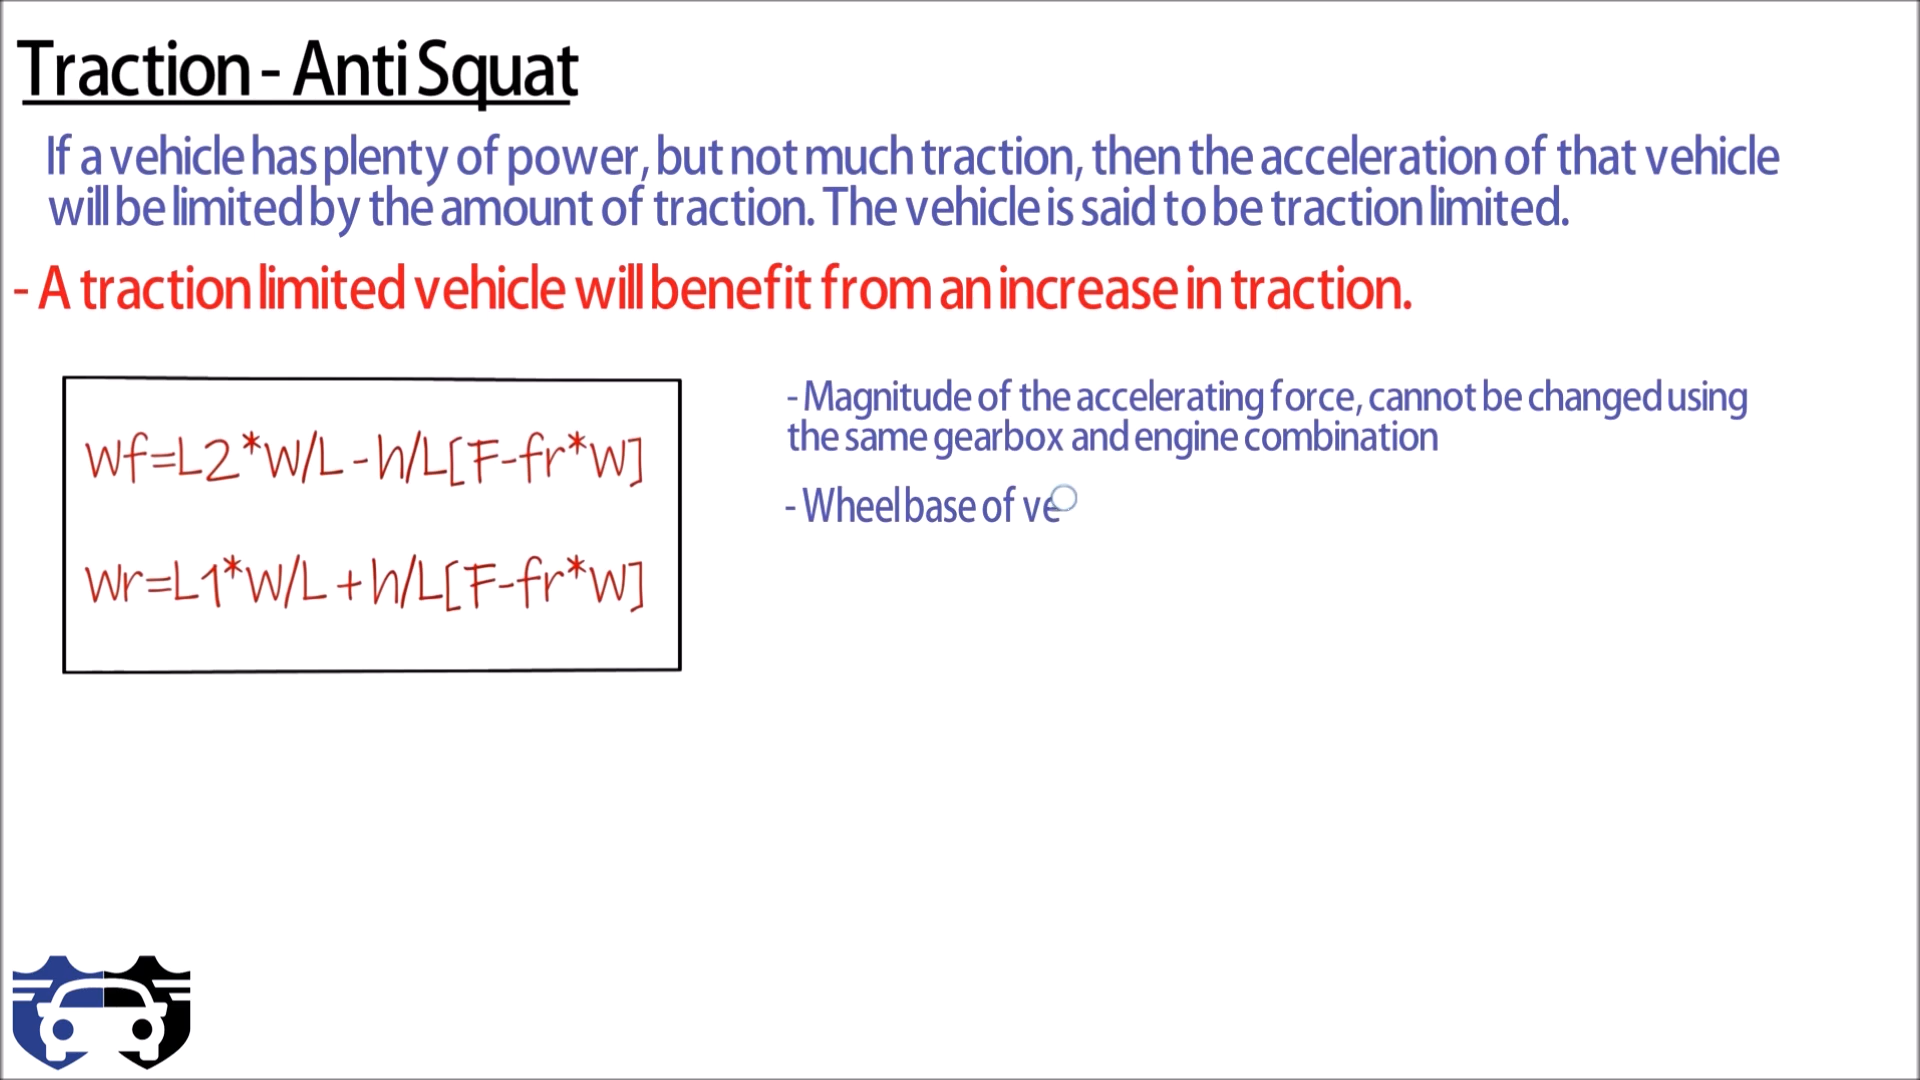 Traction - Anti Squat
If a vehicle has plenty of power, but not much traction, then the acceleration of that vehicle
will be limited by the amount of traction. The vehicle is said to be traction limited.
- A traction limited vehicle will benefit from an increase in traction.
Wf=L2*W/L - h/L[F-fr*W]
Wr=L1*W/L + h/L[F-fr*W]
- Magnitude of the accelerating force, cannot be changed using
the same gearbox and engine combination
- Wheelbase of ve